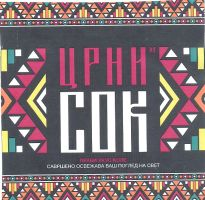 ЦРНИ
СОК
САВРШЕНО ОСВЕЖАВА ВАШ ПОГЛЕД НА СВЕТ